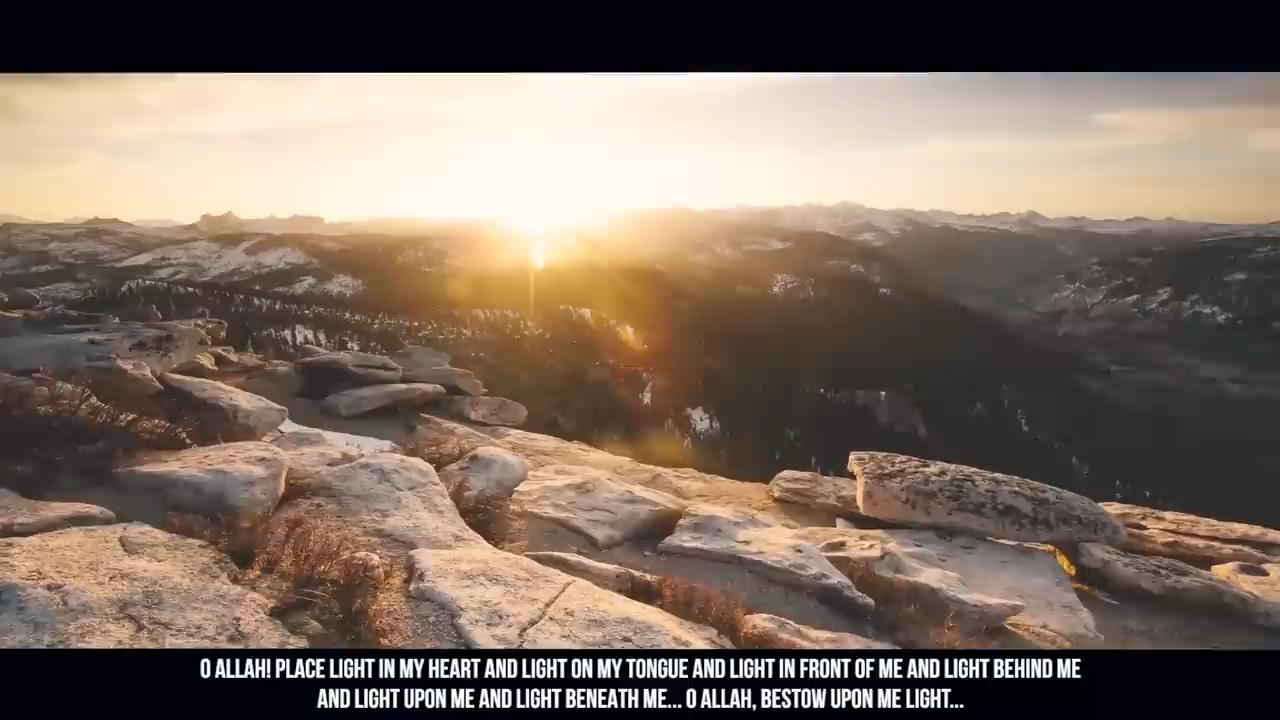 O ALLAH! PLACE LIGHT IN MY HEART AND LIGHT ON MY TONGUE AND LIGHT IN FRONT OF ME AND LIGHT BEHIND ME
AND LIGHT UPON ME AND LIGHT BENEATH ME... O ALLAH, BESTOW UPON ME LIGHT...